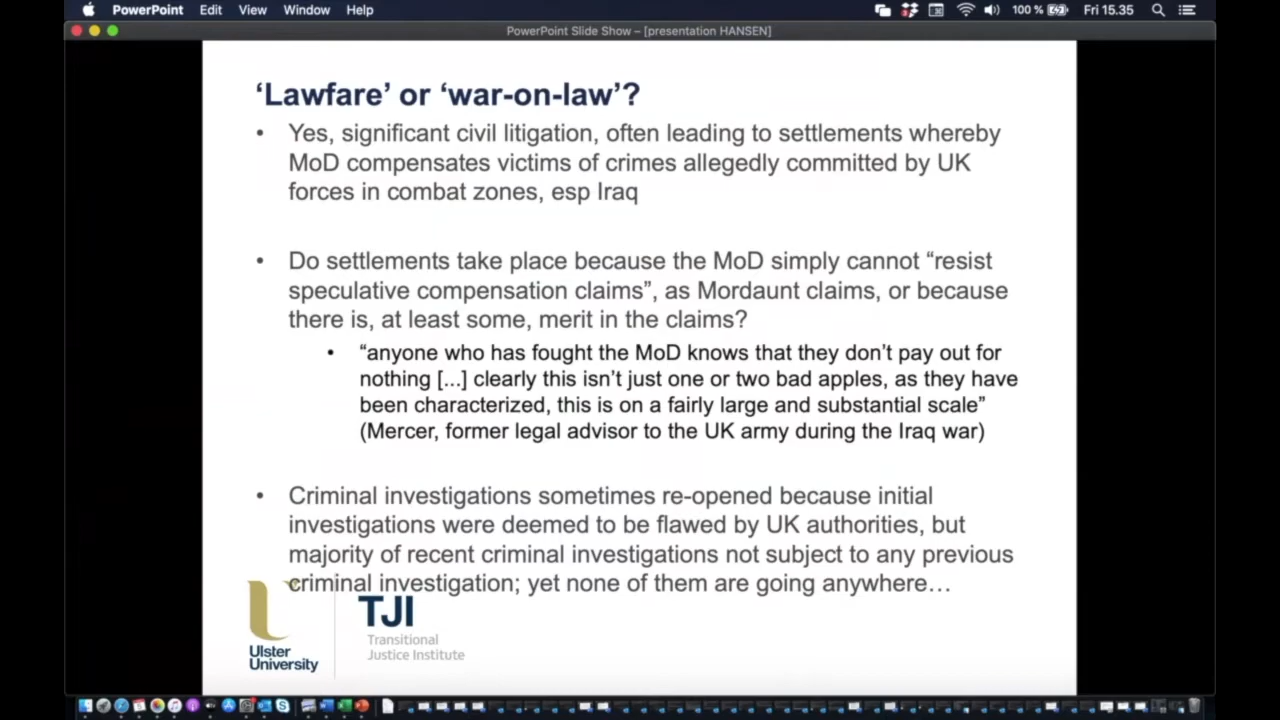 PowerPoint Edit View Window Help 100 % Fri 15.35
PowerPoint Slide Show – [presentation HANSEN]
‘Lawfare’ or ‘war-on-law’?
• Yes, significant civil litigation, often leading to settlements whereby
MoD compensates victims of crimes allegedly committed by UK
forces in combat zones, esp Iraq
• Do settlements take place because the MoD simply cannot “resist
speculative compensation claims”, as Mordaunt claims, or because
there is, at least some, merit in the claims?
• “anyone who has fought the MoD knows that they don’t pay out for
nothing [...] clearly this isn’t just one or two bad apples, as they have
been characterized, this is on a fairly large and substantial scale”
(Mercer, former legal advisor to the UK army during the Iraq war)
• Criminal investigations sometimes re-opened because initial
investigations were deemed to be flawed by UK authorities, but
majority of recent criminal investigations not subject to any previous
criminal investigation; yet none of them are going anywhere…
Ulster
University
TJI
Transitional
Justice Institute